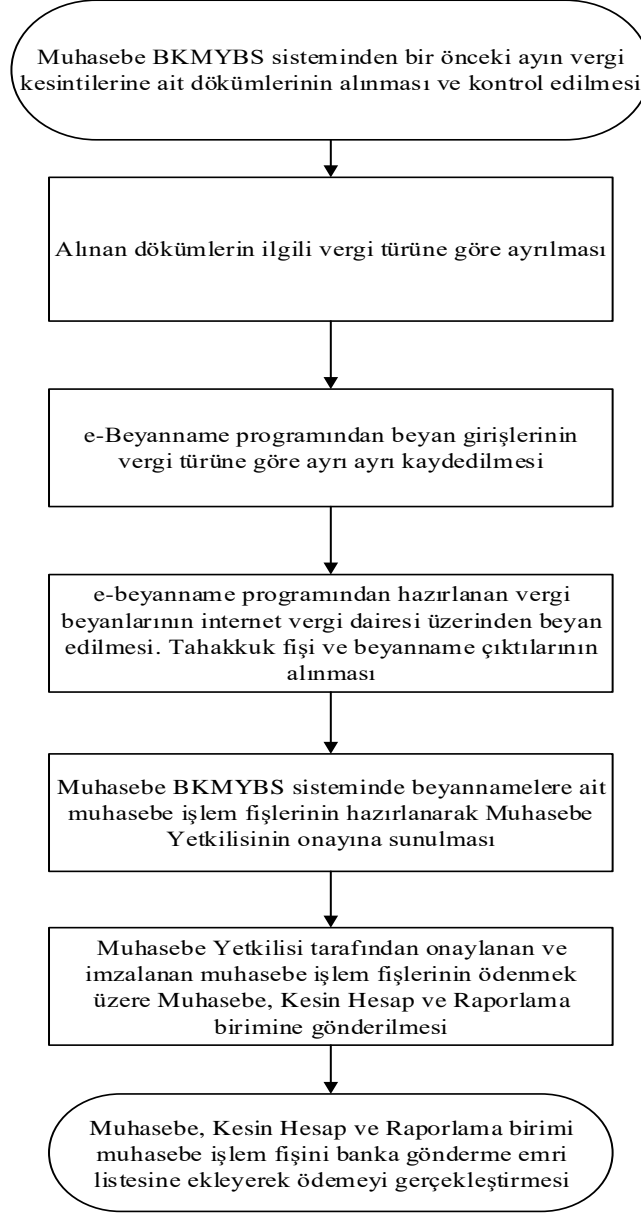 Muhasebe BKMYBS sisteminden bir önceki ayın vergi
kesintilerine ait dökümlerinin alınması ve kontrol edilmesi
Alınan dökümlerin ilgili vergi türüne göre ayrılması
e-Beyanname programından beyan girişlerinin
vergi türüne göre ayrı ayrı kaydedilmesi
e-beyanname programından hazırlanan vergi
beyanlarının internet vergi dairesi üzerinden beyan
edilmesi. Tahakkuk fişi ve beyanname çıktılarının
alınması
Muhasebe BKMYBS sisteminde beyannamelere ait
muhasebe işlem fişlerinin hazırlanarak Muhasebe
Yetkilisinin onayına sunulması
Muhasebe Yetkilisi tarafından onaylanan ve
imzalanan muhasebe işlem fişlerinin ödenmek
üzere Muhasebe, Kesin Hesap ve Raporlama
birimine gönderilmesi
Muhasebe, Kesin Hesap ve Raporlama birimi
muhasebe işlem fişini banka gönderme emri
listesine ekleyerek ödemeyi gerçekleştirmesi